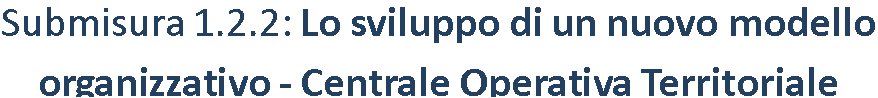 Submisura 1.2.2: Lo sviluppo di un nuovo modello
organizzativo - Centrale Operativa Territoriale